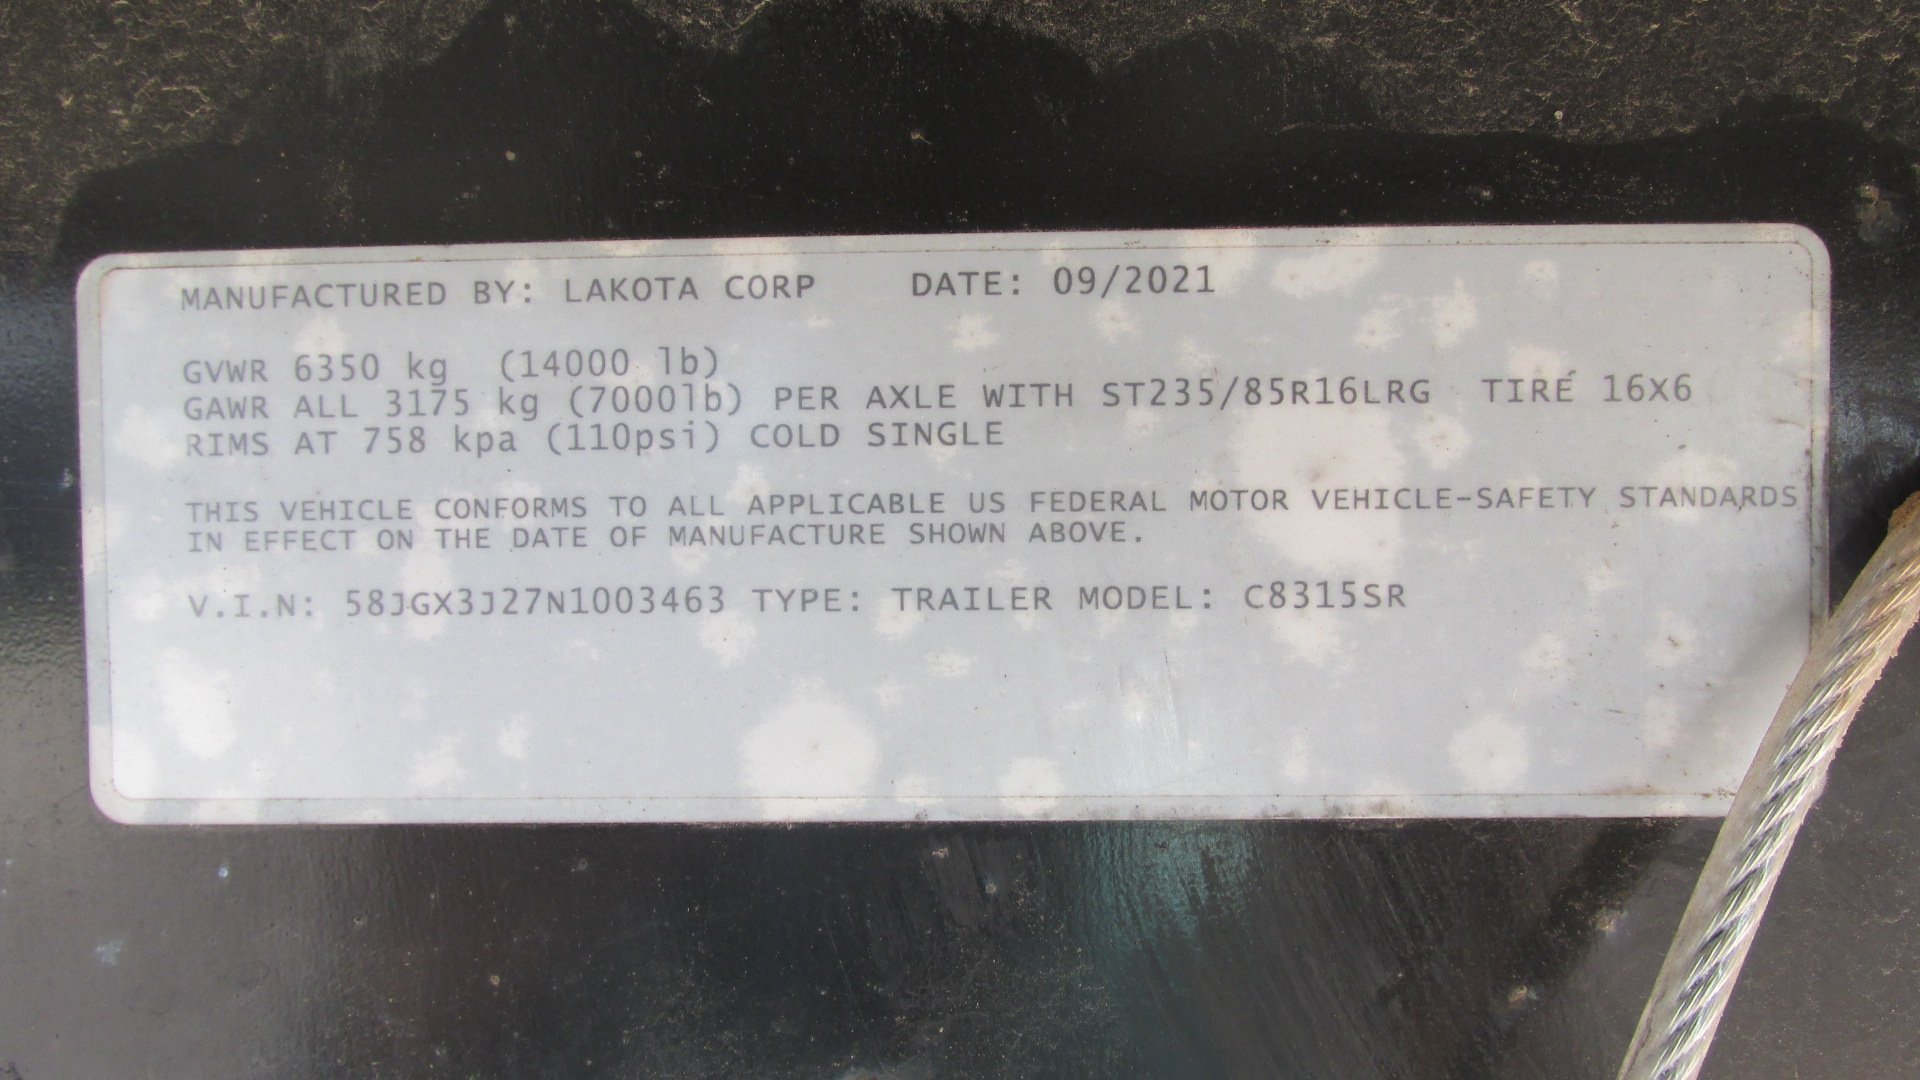 MANUFACTURED BY: LAKOTA CORP DATE: 09/2021
GVWR 6350 kg (14000 lb)
GAWR ALL 3175 kg (7000lb) PER AXLE WITH ST235/85R16LRG TIRE 16X6
RIMS AT 758 kpa (110psi) COLD SINGLE
THIS VEHICLE CONFORMS TO ALL APPLICABLE US FEDERAL MOTOR VEHICLE-SAFETY STANDARDS
IN EFFECT ON THE DATE OF MANUFACTURE SHOWN ABOVE.
V.I.N: 58JGX3J27N1003463 TYPE: TRAILER MODEL: C8315SR